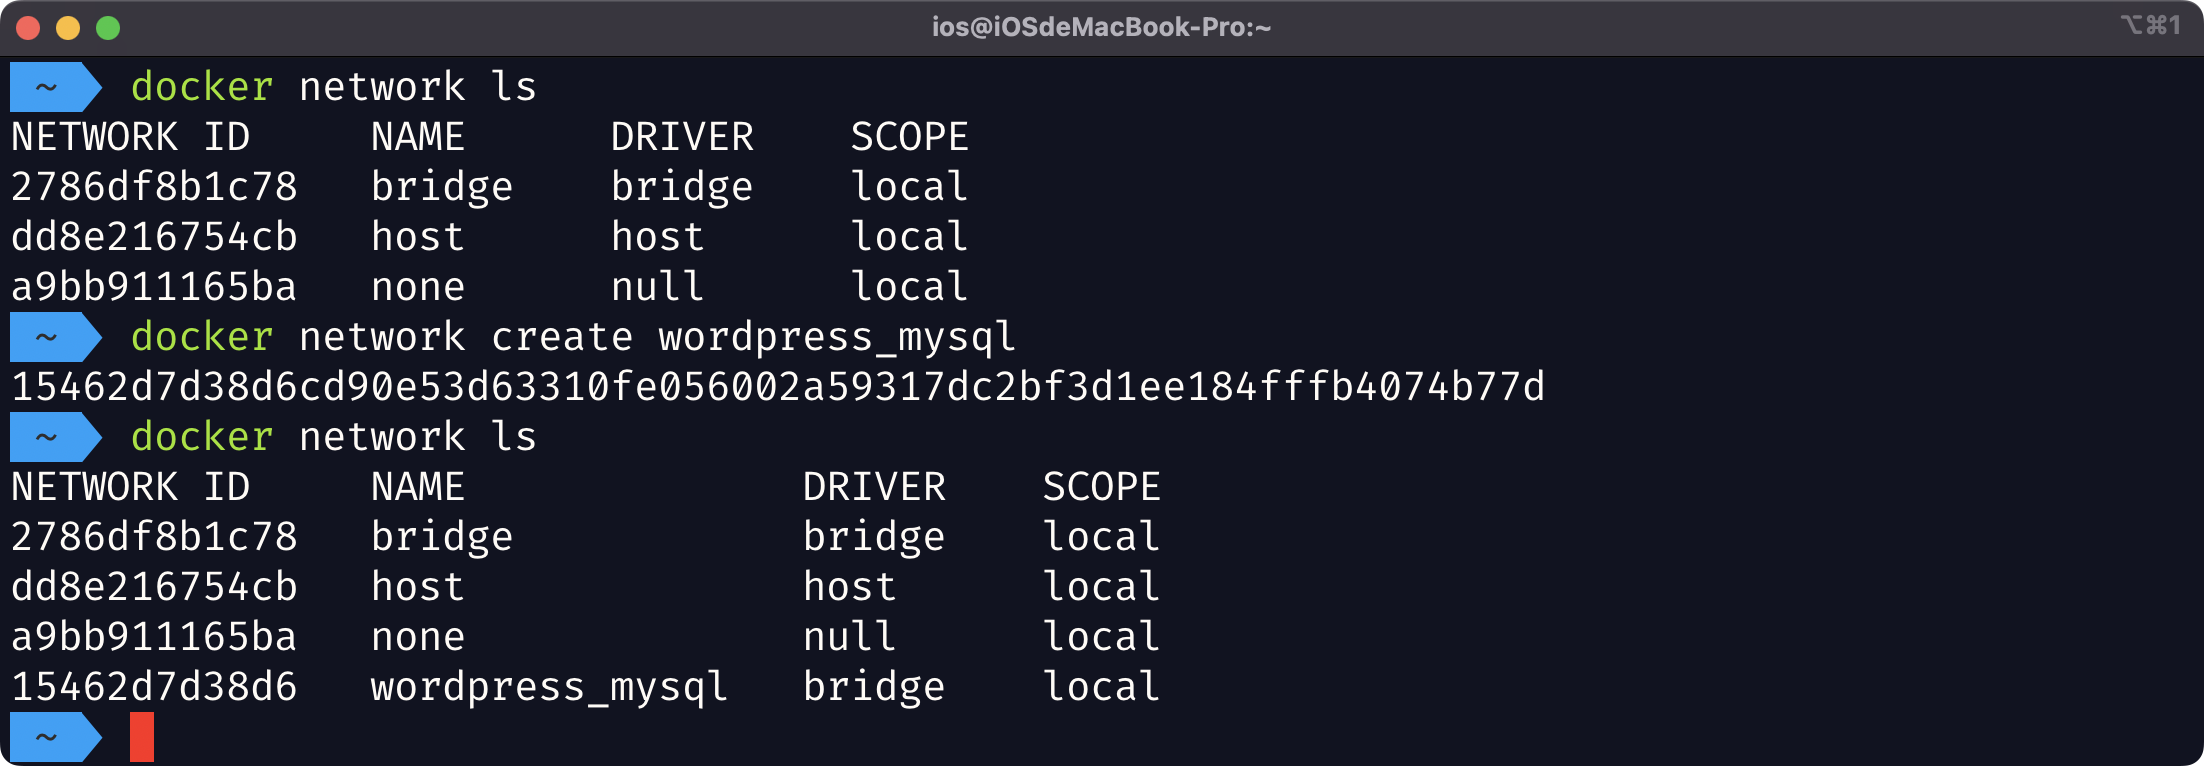 ios@iOSdeMacBook-Pro:~ ⌥⌘1
~ docker network ls
NETWORK ID     NAME      DRIVER    SCOPE
2786df8b1c78   bridge    bridge    local
dd8e216754cb   host      host      local
a9bb911165ba   none      null      local
~ docker network create wordpress_mysql
15462d7d38d6cd90e53d63310fe056002a59317dc2bf3d1ee184fffb4074b77d
~ docker network ls
NETWORK ID     NAME              DRIVER    SCOPE
2786df8b1c78   bridge            bridge    local
dd8e216754cb   host              host      local
a9bb911165ba   none              null      local
15462d7d38d6   wordpress_mysql   bridge    local
~